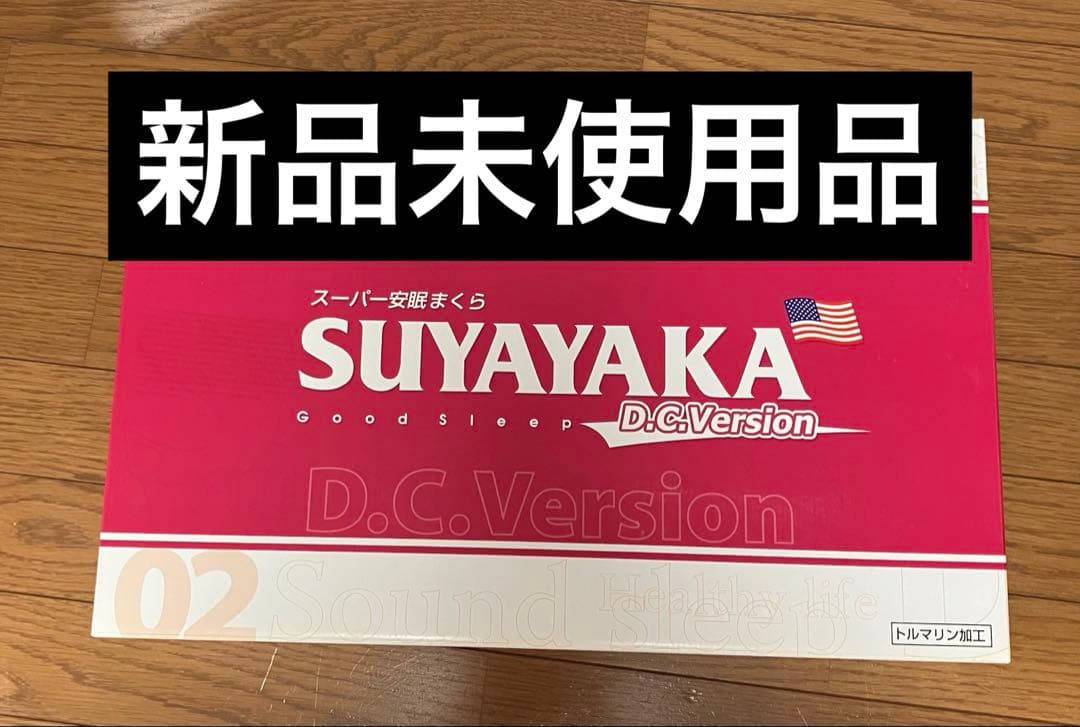 新品未使用品
スーパー安眠まくら
SUYAYAKA
Good Sleep
D.C.Version
D.C.Version
02
Sound sleep
Healthy life
トルマリン加工